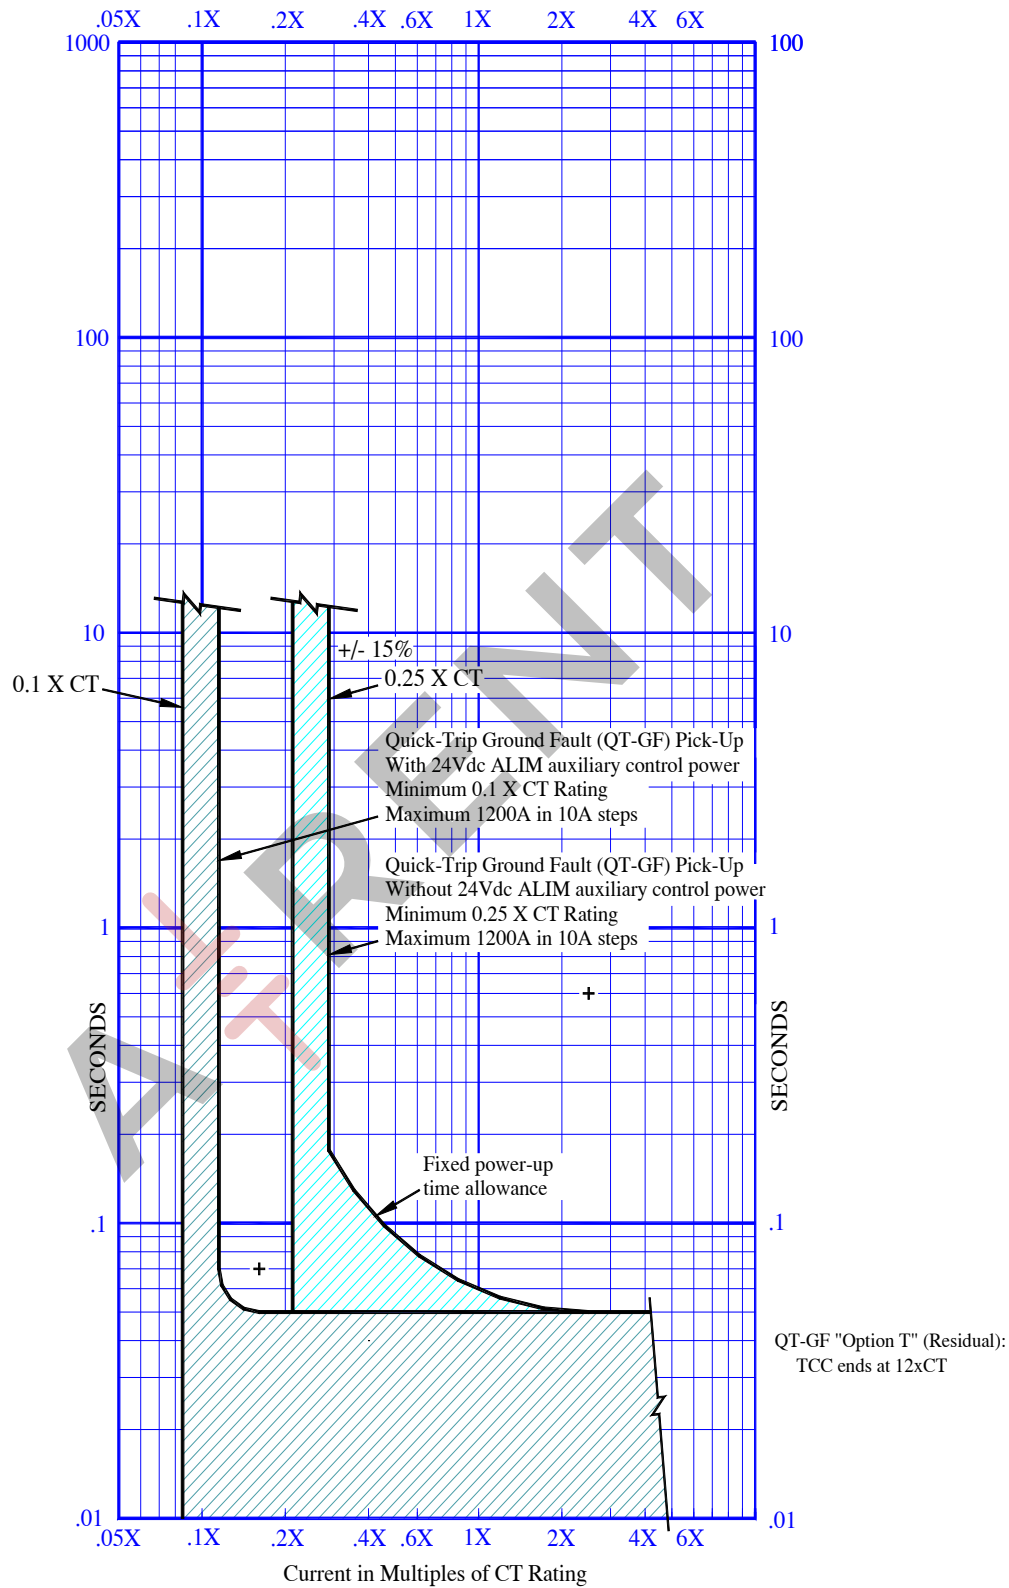 .05X .1X .2X .4X .6X 1X 2X 4X 6X
1000 100
100 100
10 10
+/- 15%
0.1 X CT 0.25 X CT
Quick-Trip Ground Fault (QT-GF) Pick-Up
With 24Vdc ALIM auxiliary control power
Minimum 0.1 X CT Rating
Maximum 1200A in 10A steps
Quick-Trip Ground Fault (QT-GF) Pick-Up
Without 24Vdc ALIM auxiliary control power
Minimum 0.25 X CT Rating
Maximum 1200A in 10A steps
1 1
SECONDS SECONDS
Fixed power-up
time allowance
.1 .1
QT-GF "Option T" (Residual):
TCC ends at 12xCT
.01 .01
.05X .1X .2X .4X .6X 1X 2X 4X 6X
Current in Multiples of CT Rating